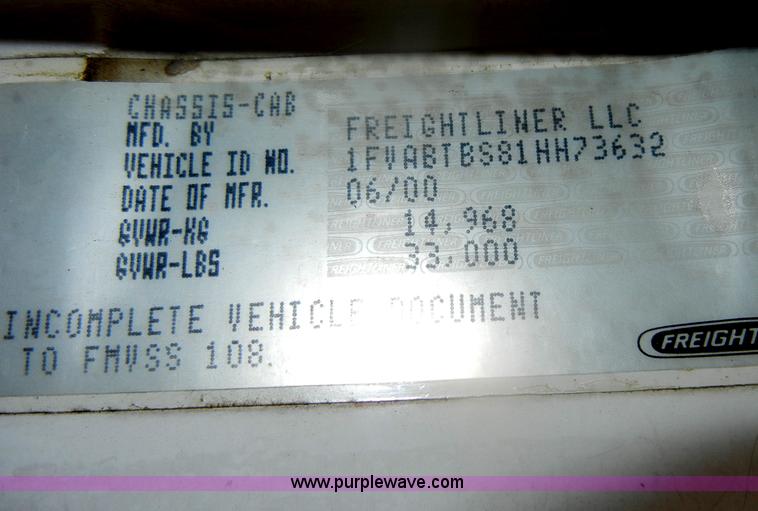 CHASSIS-CAB
MFD. BY FREIGHTLINER LLC
VEHICLE ID NO. 1FVABTBS81HH73632
DATE OF MFR. 06/00
GVWR-KG 14,968
GVWR-LBS 33,000
INCOMPLETE VEHICLE DOCUMENT
TO FMVSS 108.
FREIGHT
www.purplewave.com